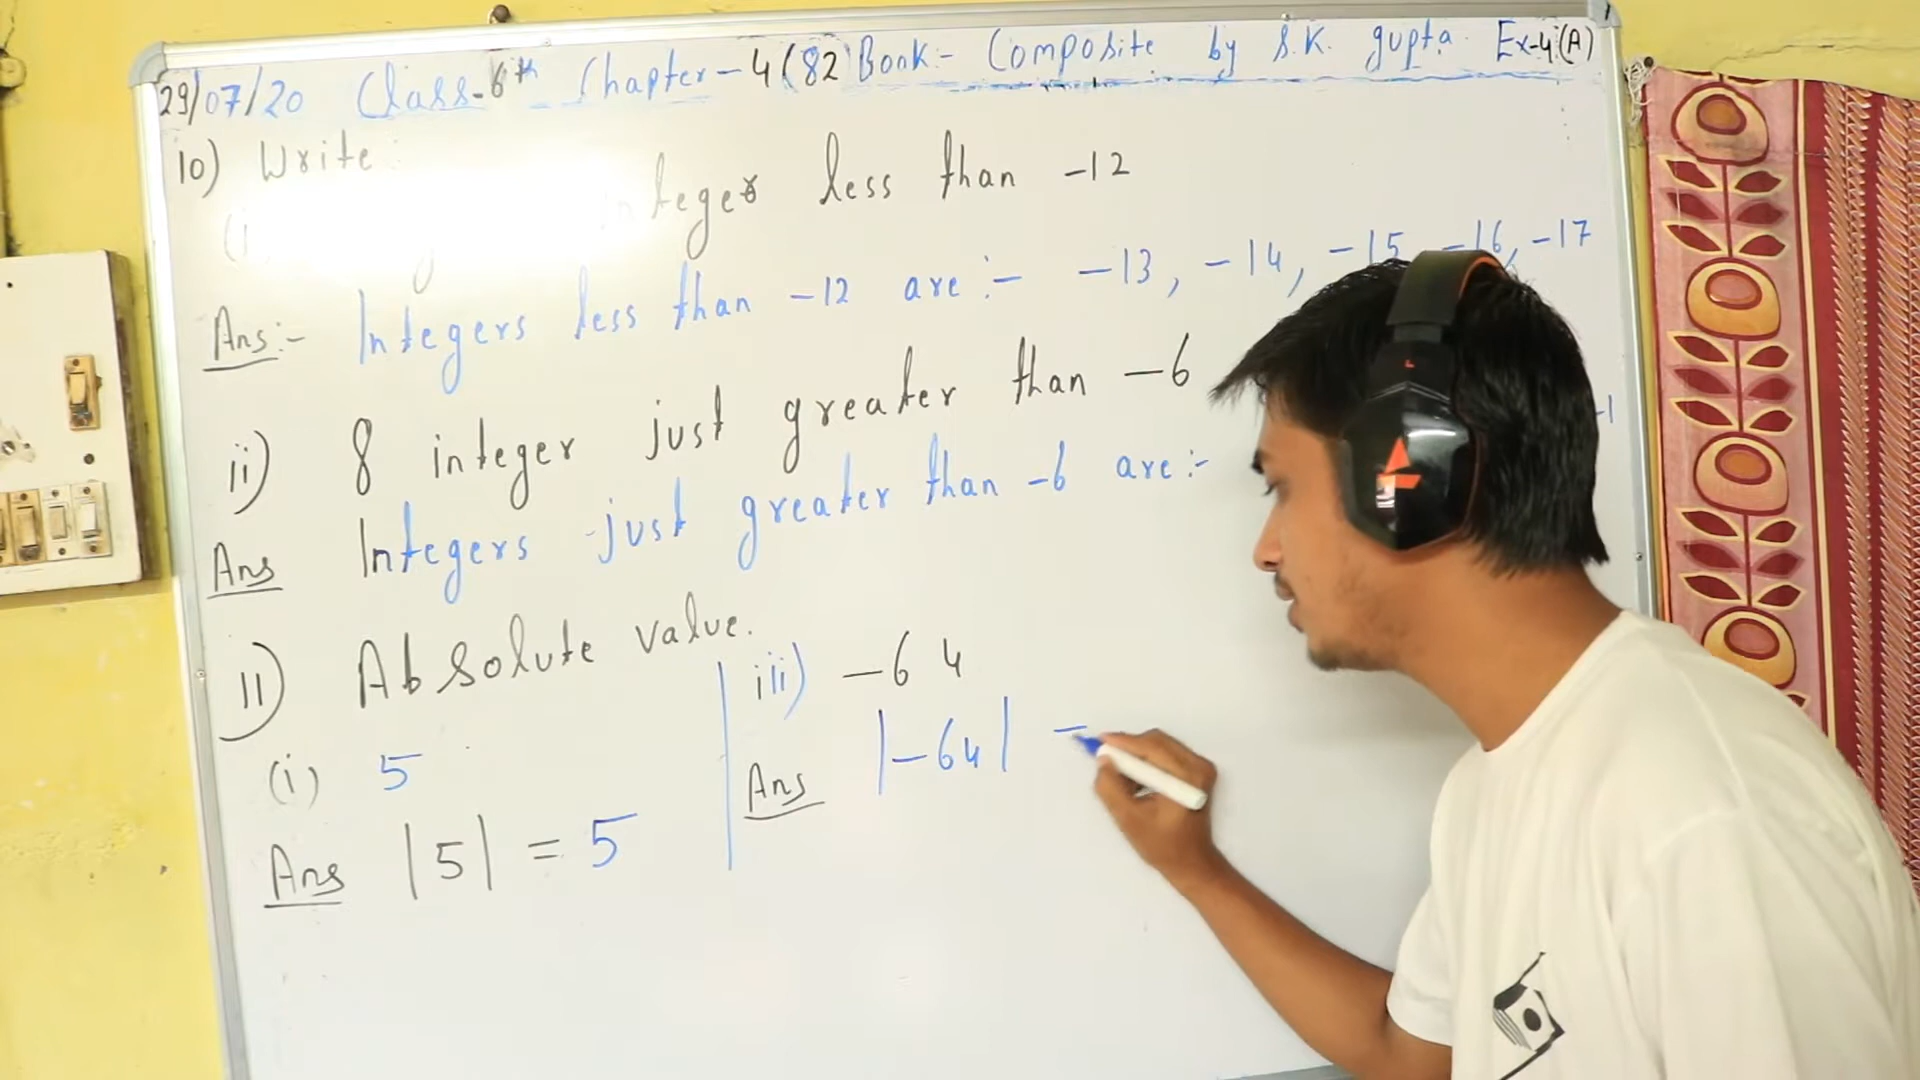 29/07/20 Class-6th Chapter-4(82) Book:- Composite by S.K. gupta Ex-4(A)
10) Write:
(i) integer less than -12
Ans:- Integers less than -12 are :- -13, -14, -15, -16, -17
ii) 8 integer just greater than -6
Ans Integers just greater than -6 are:- -1
11) Absolute value.
(i) 5
Ans |5| = 5
iii) -64
Ans |-64|
L